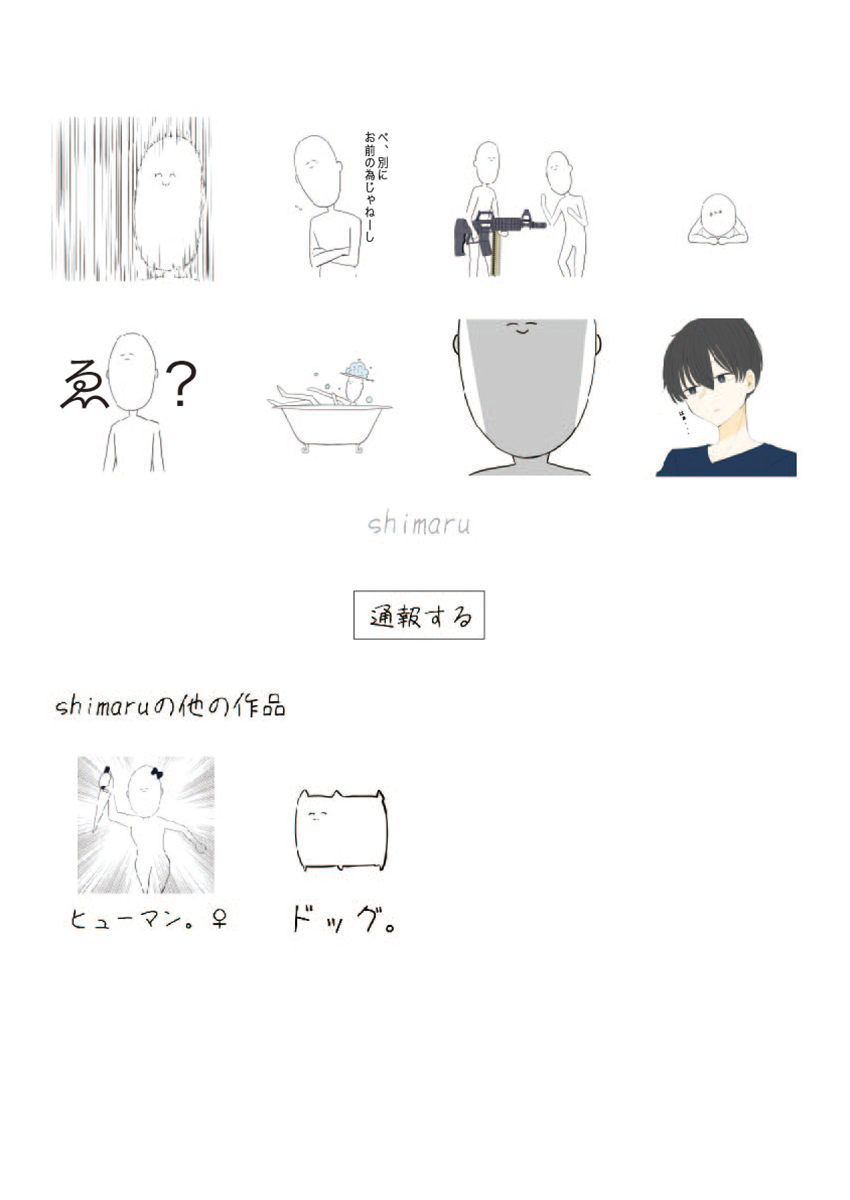 べ、別に
お前の為じゃねーし
ゑ ?
shimaru
通報する
shimaruの他の作品
ヒューマン。♀
ドッグ。